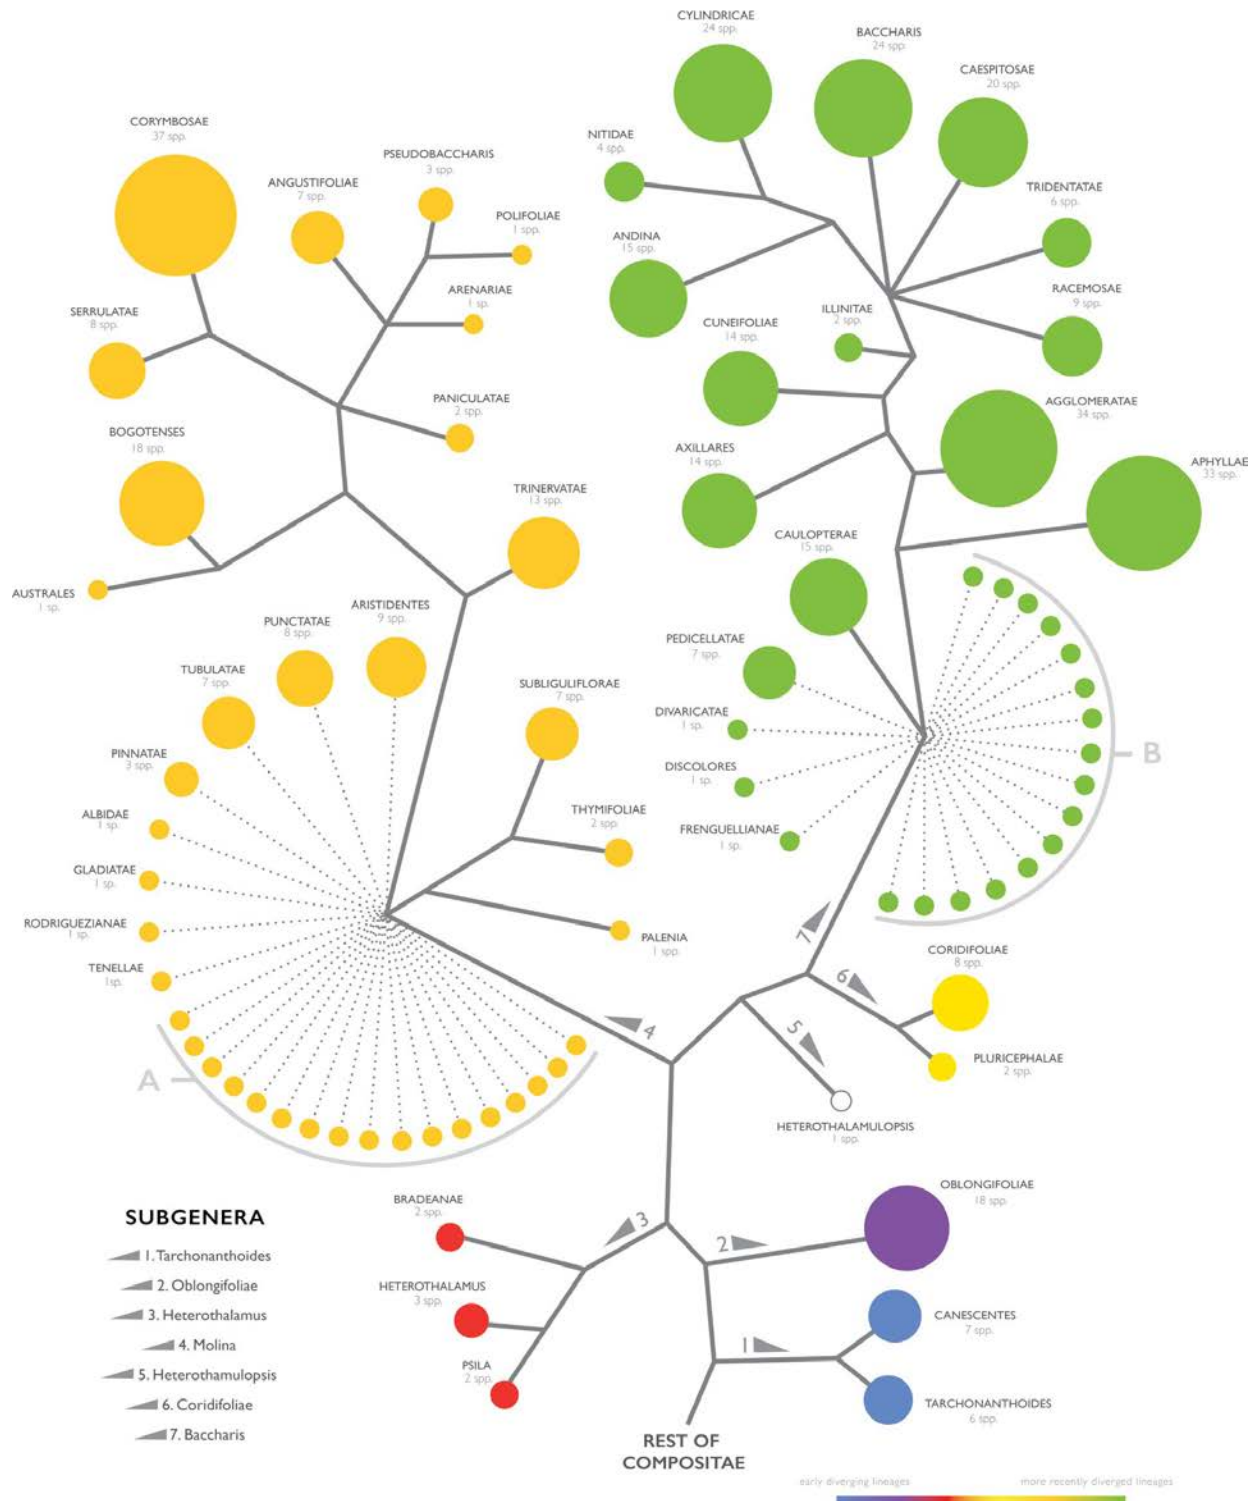 CYLINDRICAE
24 spp.
BACCHARIS
24 spp.
CAESPITOSAE
20 spp.
CORYMBOSAE
37 spp.
NITIDAE
4 spp.
PSEUDOBACCHARIS
3 spp.
ANGUSTIFOLIAE
7 spp.
TRIDENTATAE
6 spp.
POLIFOLIAE
1 spp.
ANDINA
15 spp.
ARENARIAE
1 sp.
RACEMOSAE
9 spp.
SERRULATAE
8 spp.
ILLINITAE
2 spp.
CUNEIFOLIAE
14 spp.
PANICULATAE
2 spp.
AGGLOMERATAE
34 spp.
BOGOTENSES
18 spp.
AXILLARES
14 spp.
APHYLLAE
33 spp.
TRINERVATAE
13 spp.
CAULOPTERAE
15 spp.
AUSTRALES
1 sp.
ARISTIDENTES
9 spp.
PUNCTATAE
8 spp.
PEDICELLATAE
7 spp.
TUBULATAE
7 spp.
SUBLIGULIFLORAE
7 spp.
DIVARICATAE
1 sp.
B
PINNATAE
3 spp.
DISCOLORES
1 sp.
ALBIDAE
1 sp.
THYMIFOLIAE
2 spp.
FRENGUELLIANAE
1 sp.
GLADIATAE
1 sp.
RODRIGUEZIANAE
1 sp.
PALENIA
1 spp.
7
CORIDIFOLIAE
8 spp.
TENELLAE
1sp.
6
4
5
PLURICEPHALAE
2 spp.
A
HETEROTHALAMULOPSIS
1 spp.
OBLONGIFOLIAE
18 spp.
BRADEANAE
2 spp.
3
2
SUBGENERA
1. Tarchonanthoides
2. Oblongifoliae
3. Heterothalamus
4. Molina
5. Heterothamulopsis
6. Coridifoliae
7. Baccharis
HETEROTHALAMUS
3 spp.
CANESCENTES
7 spp.
1
PSILA
2 spp.
TARCHONANTHOIDES
6 spp.
REST OF
COMPOSITAE
early diverging lineages
more recently diverged lineages